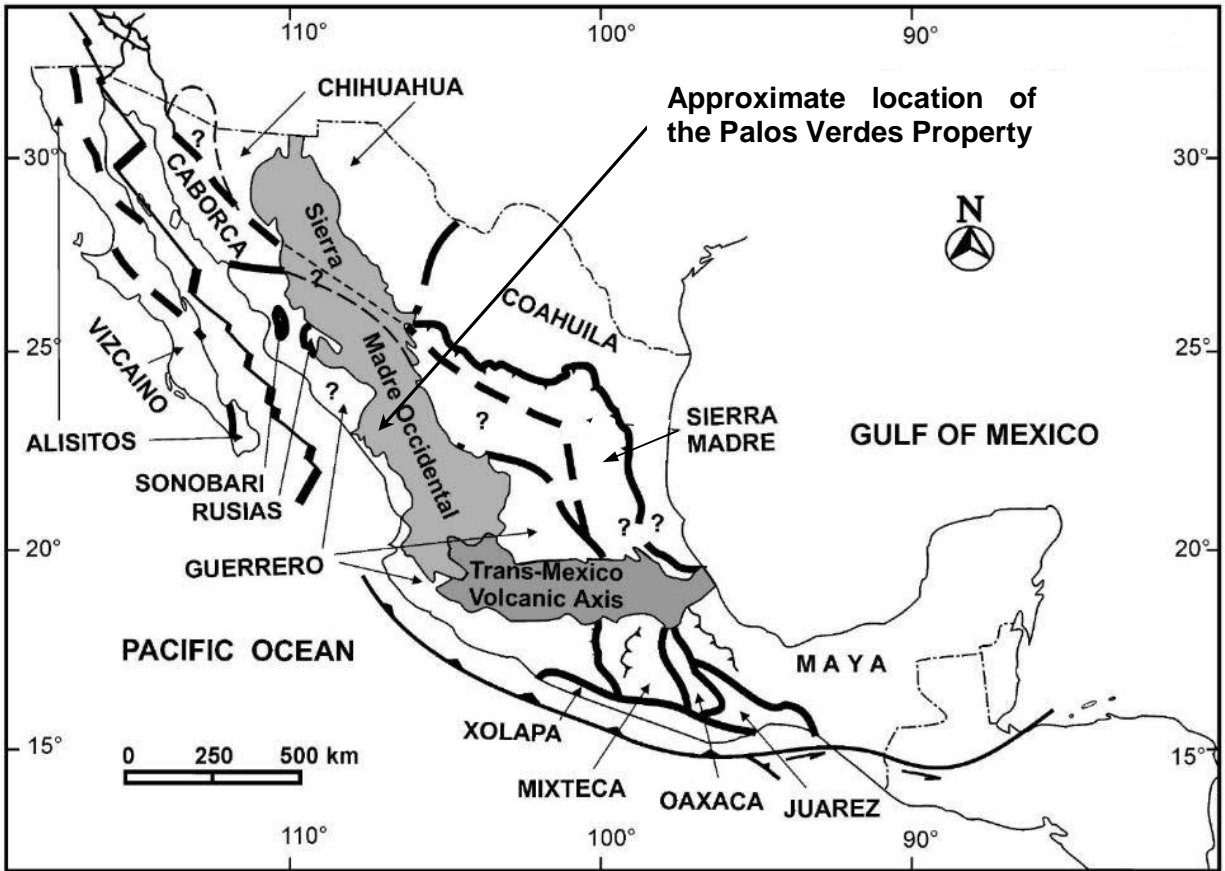 110°
100°
90°
CHIHUAHUA
Approximate location of
the Palos Verdes Property
30°
30°
?
CABORCA
Sierra
N
?
COAHUILA
25°
25°
VIZCAINO
Madre Occidental
?
?
SIERRA
MADRE
GULF OF MEXICO
ALISITOS
SONOBARI
RUSIAS
?
?
20°
20°
GUERRERO
Trans-Mexico
Volcanic Axis
PACIFIC OCEAN
MAYA
XOLAPA
15°
15°
0 250 500 km
MIXTECA
OAXACA
JUAREZ
110°
100°
90°